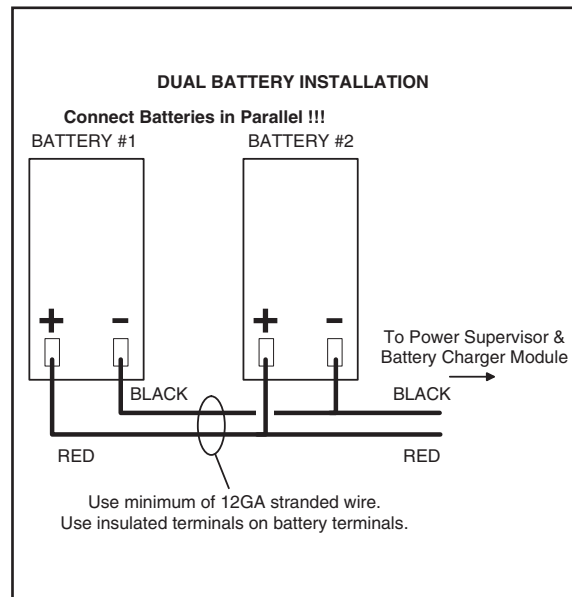 DUAL BATTERY INSTALLATION
Connect Batteries in Parallel !!!
BATTERY #1
BATTERY #2
+
-
+
-
To Power Supervisor &
Battery Charger Module
BLACK
BLACK
RED
RED
Use minimum of 12GA stranded wire.
Use insulated terminals on battery terminals.